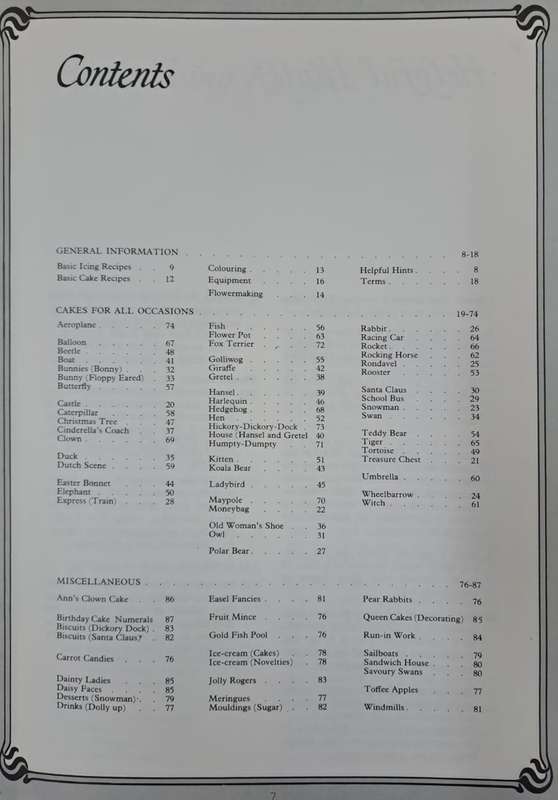 Contents
GENERAL INFORMATION . . . . . . . . . . 8-18
Basic Icing Recipes . . 9
Basic Cake Recipes . . 12
Colouring . . . . . 13
Equipment . . . . 16
Flowermaking . . . 14
Helpful Hints . . . . 8
Terms . . . . . . 18
CAKES FOR ALL OCCASIONS . . . . . . . . . . 19-74
Aeroplane . . . . . 74
Balloon . . . . . 67
Beetle . . . . . 48
Boat . . . . . 41
Bunnies (Bonny) . . 32
Bunny (Floppy Eared) . 33
Butterfly . . . . . 57
Castle . . . . . 20
Caterpillar . . . . 58
Christmas Tree . . . 47
Cinderella's Coach . . 37
Clown . . . . . 69
Duck . . . . . 35
Dutch Scene . . . . 59
Easter Bonnet . . . 44
Elephant . . . . . 50
Express (Train) . . . 28
Fish . . . . . 56
Flower Pot . . . . 63
Fox Terrier . . . . 72
Golliwog . . . . 55
Giraffe . . . . . 42
Gretel . . . . . 38
Hansel . . . . . 39
Harlequin . . . . 46
Hedgehog . . . . 68
Hen . . . . . 52
Hickory-Dickory-Dock . 73
House (Hansel and Gretel 40
Humpty-Dumpty . . 71
Kitten . . . . . 51
Koala Bear . . . . 43
Ladybird . . . . 45
Maypole . . . . 70
Moneybag . . . . 22
Old Woman's Shoe . . 36
Owl . . . . . 31
Polar Bear . . . . 27
Rabbit . . . . . 26
Racing Car . . . . 64
Rocket . . . . . 66
Rocking Horse . . . 62
Rondavel . . . . 25
Rooster . . . . . 53
Santa Claus . . . . 30
School Bus . . . . 29
Snowman . . . . 23
Swan . . . . . 34
Teddy Bear . . . . 54
Tiger . . . . . 65
Tortoise . . . . . 49
Treasure Chest . . . 21
Umbrella . . . . 60
Wheelbarrow . . . . 24
Witch . . . . . 61
MISCELLANEOUS . . . . . . . . . . 76-87
Ann's Clown Cake . . 86
Birthday Cake Numerals 87
Biscuits (Dickory Dock) . 83
Biscuits (Santa Claus) . 82
Carrot Candies . . . 76
Dainty Ladies . . . 85
Daisy Faces . . . . 85
Desserts (Snowman) . . 79
Drinks (Dolly up) . . 77
Easel Fancies . . . . 81
Fruit Mince . . . . 76
Gold Fish Pool . . . 76
Ice-cream (Cakes) . . 78
Ice-cream (Novelties) . 78
Jolly Rogers . . . . 83
Meringues . . . . 77
Mouldings (Sugar) . . 82
Pear Rabbits . . . . 76
Queen Cakes (Decorating) 85
Run-in Work . . . . 84
Sailboats . . . . . 79
Sandwich House . . . 80
Savoury Swans . . . 80
Toffee Apples . . . 77
Windmills . . . . . 81
7